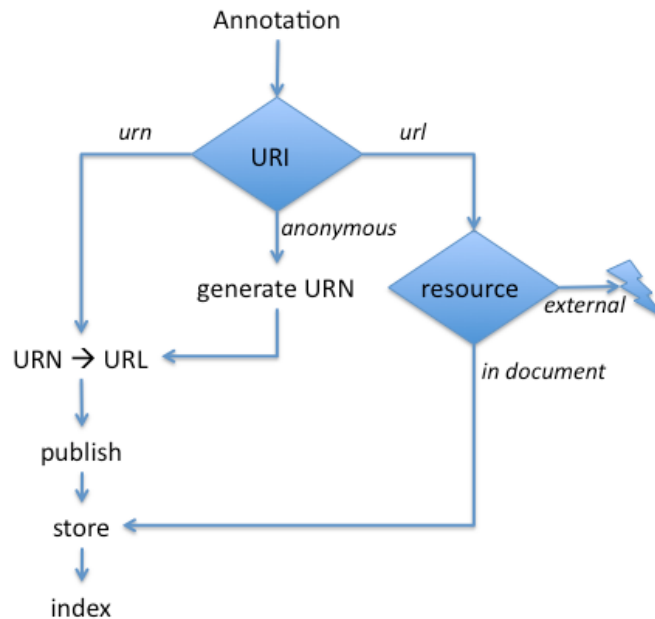 Annotation
urn
URI
url
anonymous
generate URN
resource
external
URN → URL
in document
publish
store
index